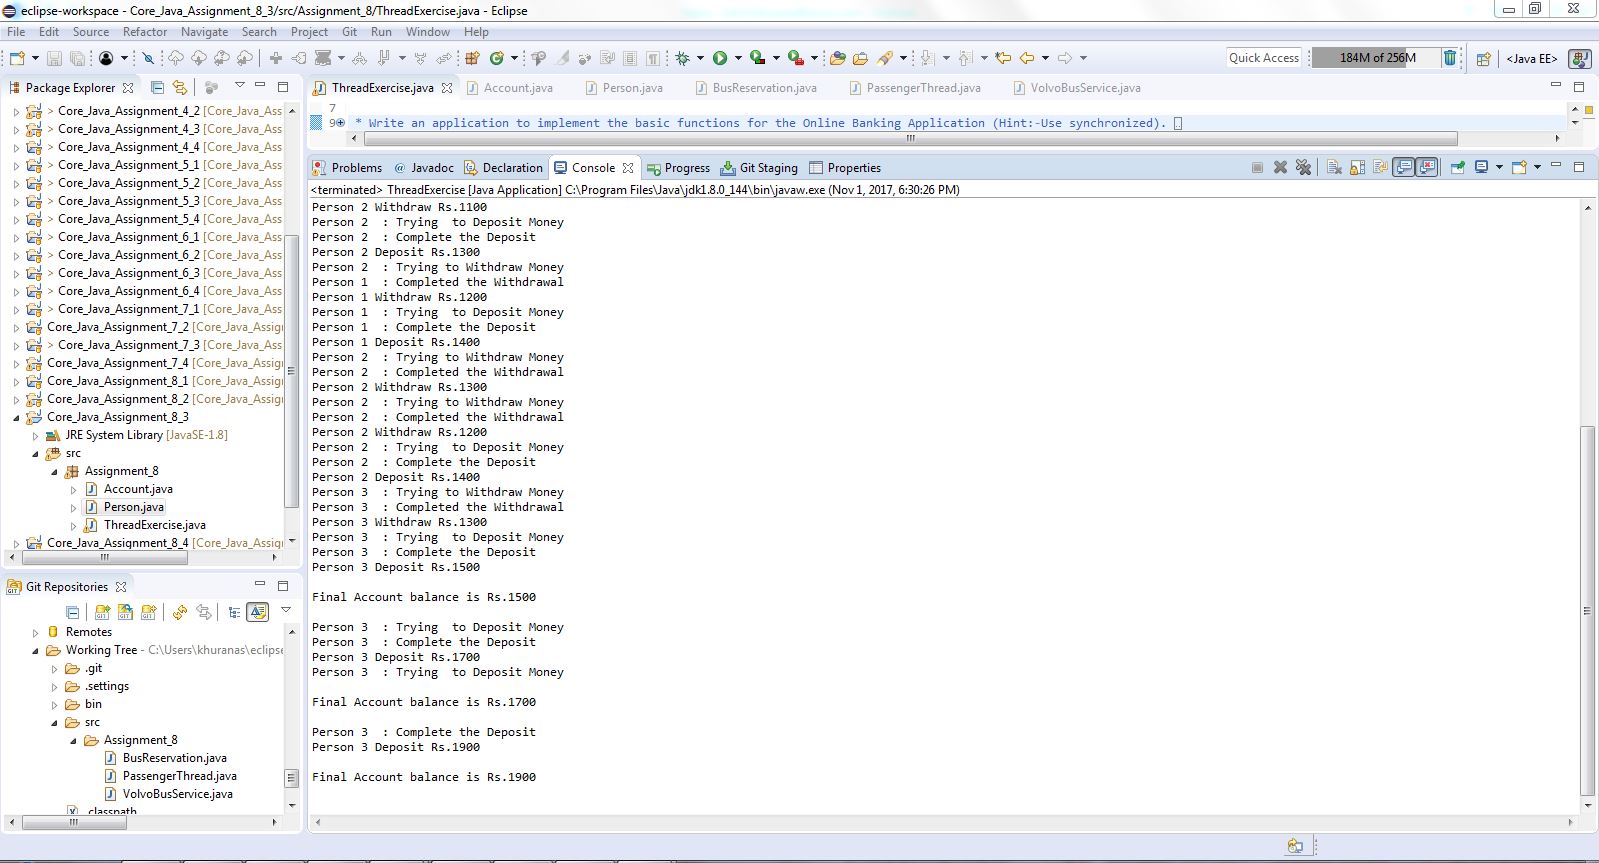 eclipse-workspace - Core_Java_Assignment_8_3/src/Assignment_8/ThreadExercise.java - Eclipse
File Edit Source Refactor Navigate Search Project Git Run Window Help
Quick Access 184M of 256M <Java EE>
Package Explorer
> Core_Java_Assignment_4_2 [Core_Java_Ass
> Core_Java_Assignment_4_3 [Core_Java_Ass
> Core_Java_Assignment_4_4 [Core_Java_Ass
> Core_Java_Assignment_5_1 [Core_Java_Ass
> Core_Java_Assignment_5_2 [Core_Java_Ass
> Core_Java_Assignment_5_3 [Core_Java_Ass
> Core_Java_Assignment_5_4 [Core_Java_Ass
> Core_Java_Assignment_6_1 [Core_Java_Ass
> Core_Java_Assignment_6_2 [Core_Java_Ass
> Core_Java_Assignment_6_3 [Core_Java_Ass
> Core_Java_Assignment_6_4 [Core_Java_Ass
> Core_Java_Assignment_7_1 [Core_Java_Ass
Core_Java_Assignment_7_2 [Core_Java_Assig
> Core_Java_Assignment_7_3 [Core_Java_Ass
Core_Java_Assignment_7_4 [Core_Java_Assig
Core_Java_Assignment_8_1 [Core_Java_Assig
Core_Java_Assignment_8_2 [Core_Java_Assig
Core_Java_Assignment_8_3
JRE System Library [JavaSE-1.8]
src
Assignment_8
Account.java
Person.java
ThreadExercise.java
Core_Java_Assignment_8_4 [Core_Java_Assig
Git Repositories
Remotes
Working Tree - C:\Users\khuranas\eclipse
.git
.settings
bin
src
Assignment_8
BusReservation.java
PassengerThread.java
VolvoBusService.java
.classpath
ThreadExercise.java Account.java Person.java BusReservation.java PassengerThread.java VolvoBusService.java
7
9 * Write an application to implement the basic functions for the Online Banking Application (Hint:-Use synchronized).
Problems Javadoc Declaration Console Progress Git Staging Properties
<terminated> ThreadExercise [Java Application] C:\Program Files\Java\jdk1.8.0_144\bin\javaw.exe (Nov 1, 2017, 6:30:26 PM)
Person 2 Withdraw Rs.1100
Person 2  : Trying  to Deposit Money
Person 2  : Complete the Deposit
Person 2 Deposit Rs.1300
Person 2  : Trying to Withdraw Money
Person 1  : Completed the Withdrawal
Person 1 Withdraw Rs.1200
Person 1  : Trying  to Deposit Money
Person 1  : Complete the Deposit
Person 1 Deposit Rs.1400
Person 2  : Trying to Withdraw Money
Person 2  : Completed the Withdrawal
Person 2 Withdraw Rs.1300
Person 2  : Trying to Withdraw Money
Person 2  : Completed the Withdrawal
Person 2 Withdraw Rs.1200
Person 2  : Trying  to Deposit Money
Person 2  : Complete the Deposit
Person 2 Deposit Rs.1400
Person 3  : Trying to Withdraw Money
Person 3  : Completed the Withdrawal
Person 3 Withdraw Rs.1300
Person 3  : Trying  to Deposit Money
Person 3  : Complete the Deposit
Person 3 Deposit Rs.1500
Final Account balance is Rs.1500
Person 3  : Trying  to Deposit Money
Person 3  : Complete the Deposit
Person 3 Deposit Rs.1700
Person 3  : Trying  to Deposit Money
Final Account balance is Rs.1700
Person 3  : Complete the Deposit
Person 3 Deposit Rs.1900
Final Account balance is Rs.1900